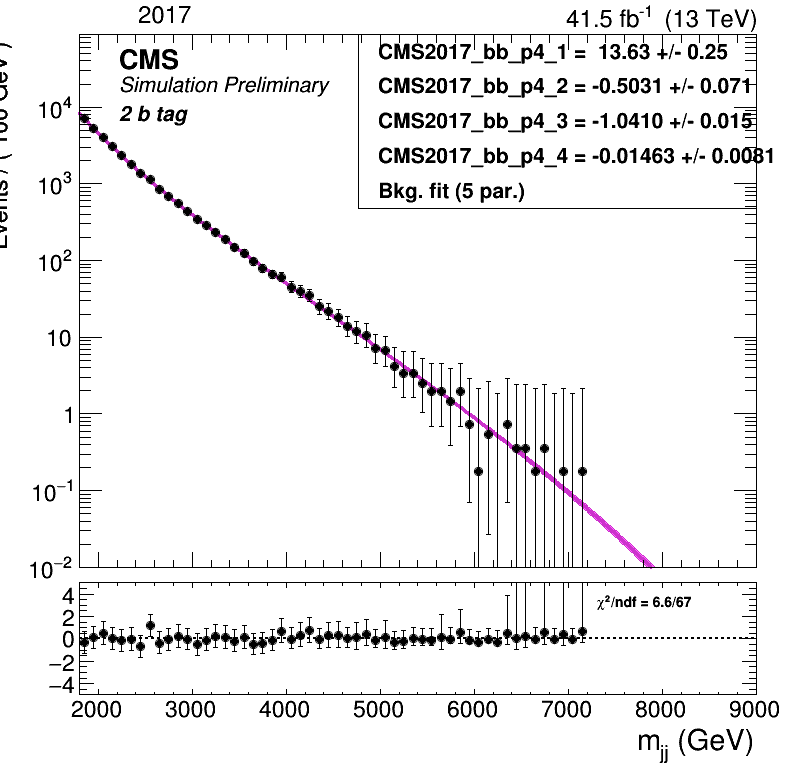 2017 41.5 fb⁻¹ (13 TeV)
CMS
Simulation Preliminary
2 b tag
CMS2017_bb_p4_1 = 13.63 +/- 0.25
CMS2017_bb_p4_2 = -0.5031 +/- 0.071
CMS2017_bb_p4_3 = -1.0410 +/- 0.015
CMS2017_bb_p4_4 = -0.01463 +/- 0.0081
Bkg. fit (5 par.)
Events / ( 100 GeV )
10⁴
10³
10²
10
1
10⁻¹
10⁻²
χ²/ndf = 6.6/67
4
2
0
−2
−4
2000 3000 4000 5000 6000 7000 8000 9000
m_jj (GeV)